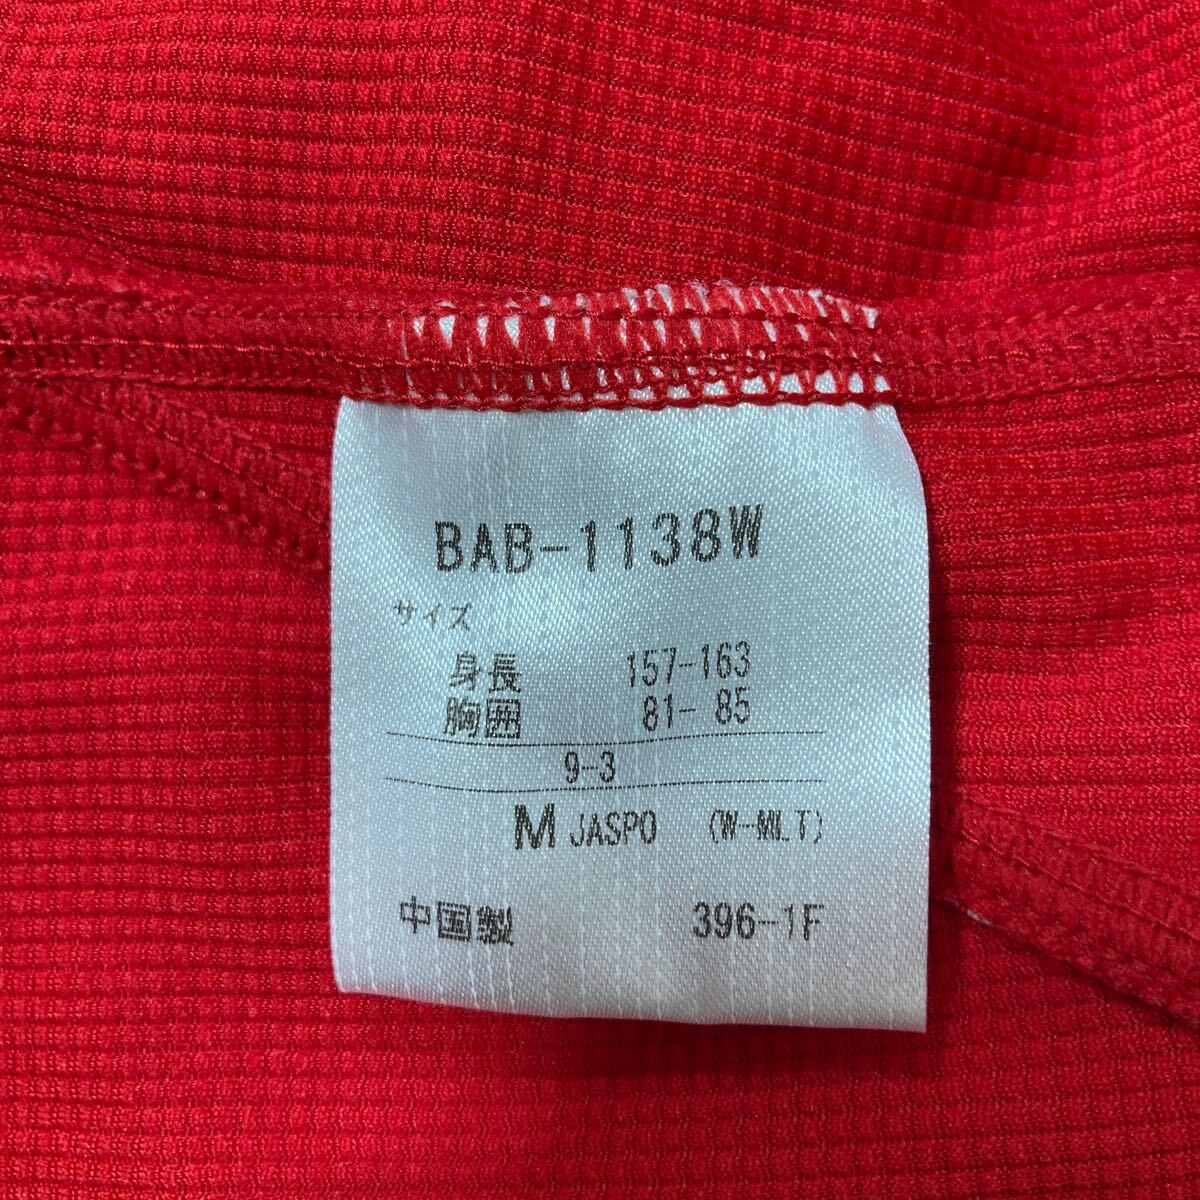 BAB-1138W
サイズ
身長 157-163
胸囲 81- 85
9-3
M JASPO (W-MLT)
中国製 396-1F